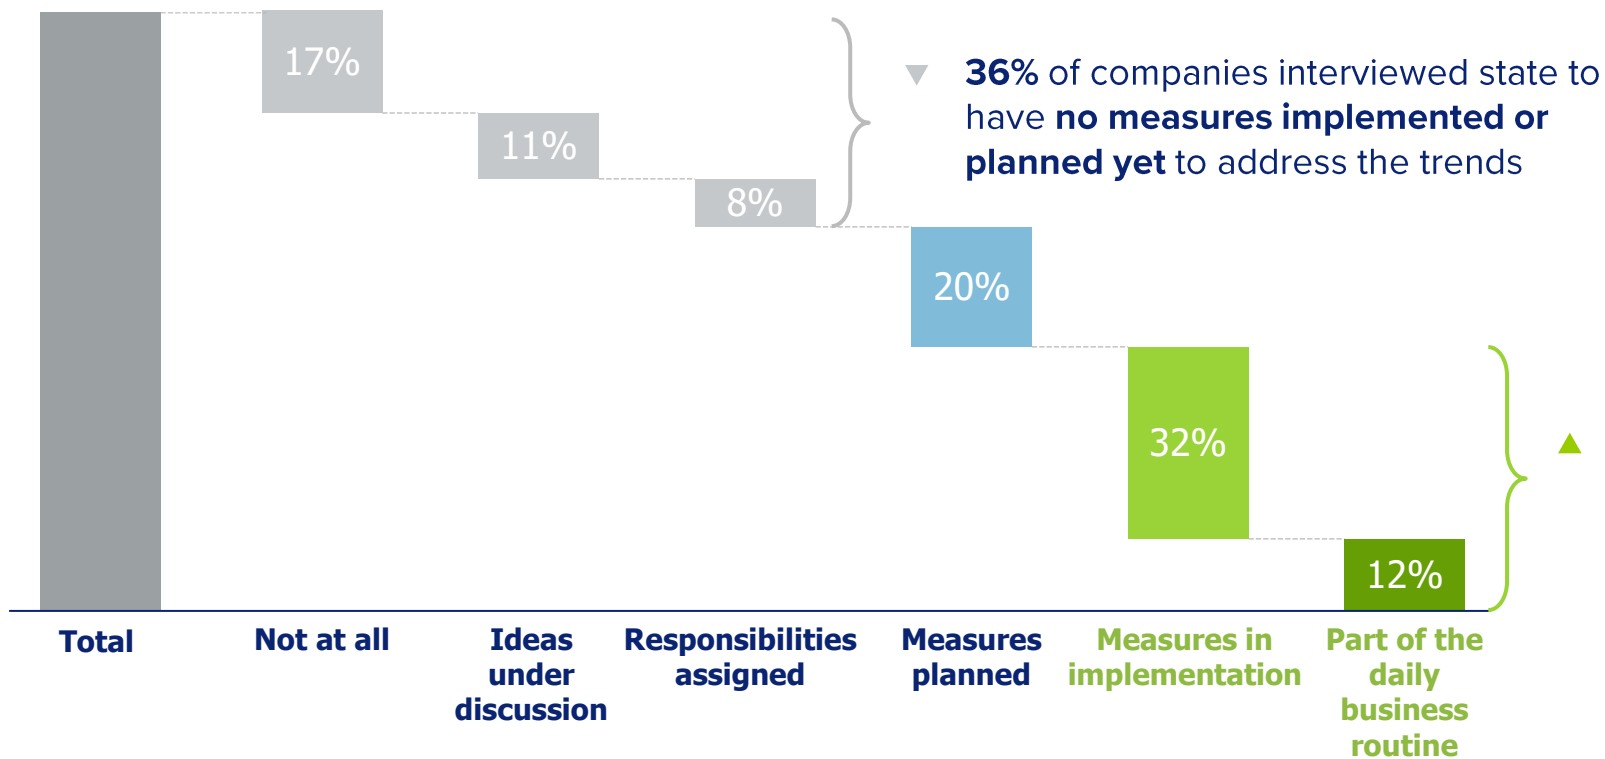 17%
11%
8%
20%
32%
12%
36% of companies interviewed state to
have no measures implemented or
planned yet to address the trends
Total
Not at all
Ideas
under
discussion
Responsibilities
assigned
Measures
planned
Measures in
implementation
Part of the
daily
business
routine